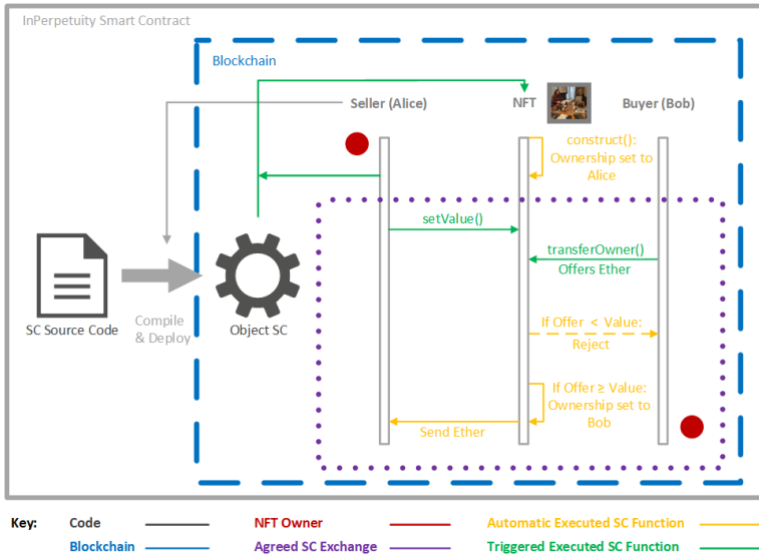 InPerpetuity Smart Contract
Blockchain
Seller (Alice)
NFT
Buyer (Bob)
construct():
Ownership set to
Alice
setValue()
transferOwner()
Offers Ether
SC Source Code
Compile
& Deploy
Object SC
If Offer < Value:
Reject
If Offer ≥ Value:
Ownership set to
Bob
Send Ether
Key:
Code
NFT Owner
Automatic Executed SC Function
Blockchain
Agreed SC Exchange
Triggered Executed SC Function